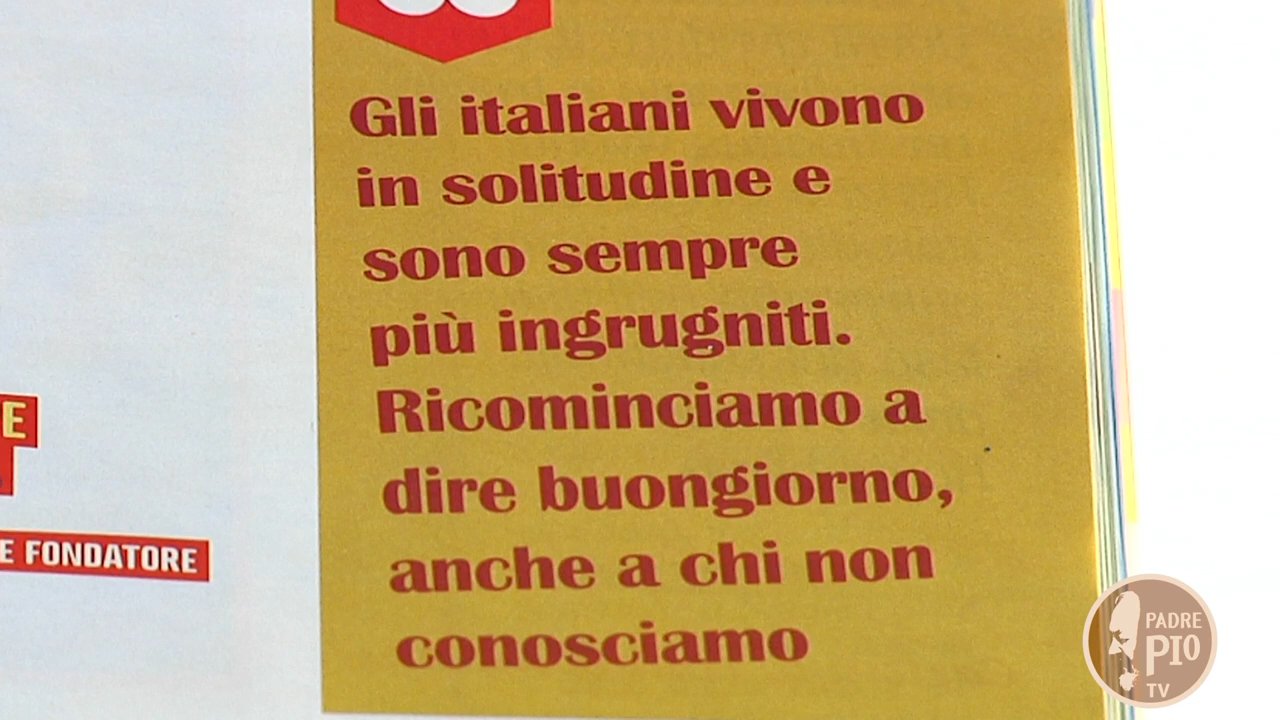 Gli italiani vivono
in solitudine e
sono sempre
più ingrugniti.
Ricominciamo a
dire buongiorno,
anche a chi non
conosciamo
E
E FONDATORE
PADRE
PIO
TV